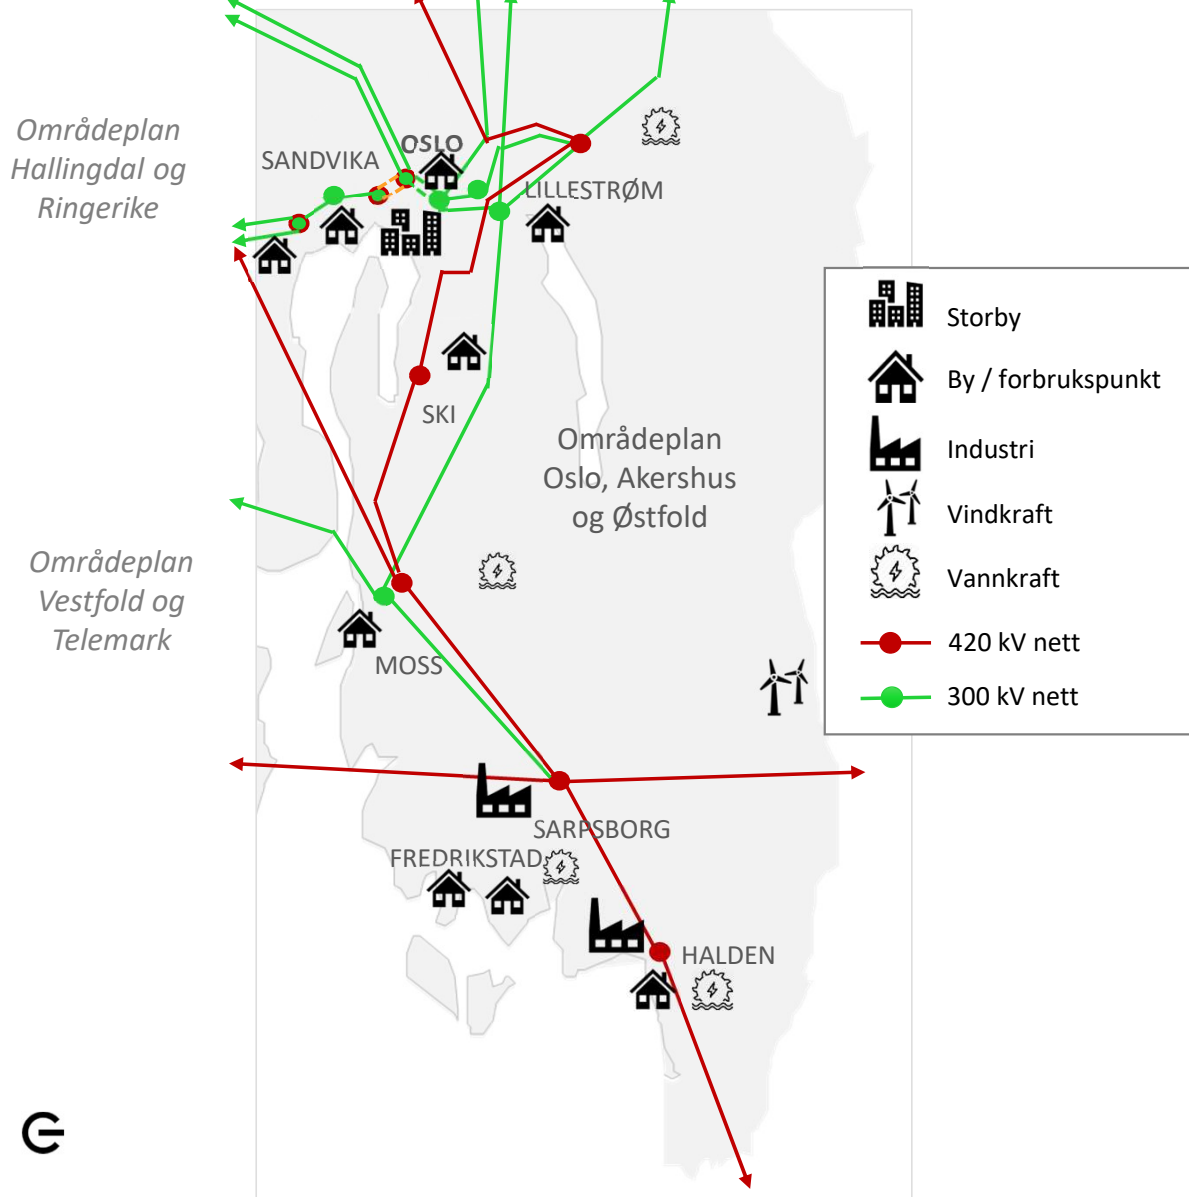 Områdeplan
Hallingdal og
Ringerike
OSLO
SANDVIKA
LILLESTRØM
Storby
By / forbrukspunkt
Industri
Vindkraft
Vannkraft
420 kV nett
300 kV nett
SKI
Områdeplan
Oslo, Akershus
og Østfold
Områdeplan
Vestfold og
Telemark
MOSS
SARPSBORG
FREDRIKSTAD
HALDEN